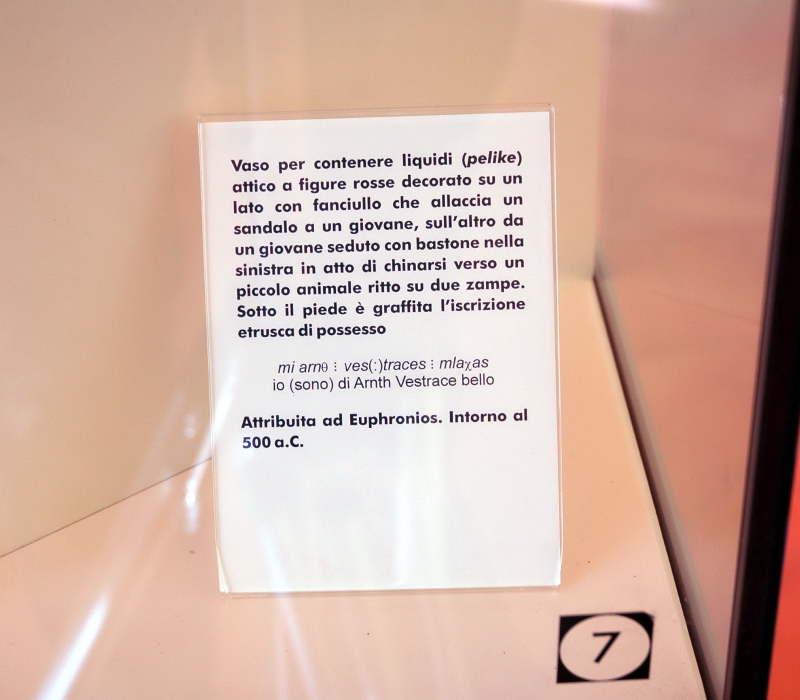 Vaso per contenere liquidi (pelike)
attico a figure rosse decorato su un
lato con fanciullo che allaccia un
sandalo a un giovane, sull'altro da
un giovane seduto con bastone nella
sinistra in atto di chinarsi verso un
piccolo animale ritto su due zampe.
Sotto il piede è graffita l'iscrizione
etrusca di possesso
mi arnθ ⁝ ves(:)traces ⁝ mlaχas
io (sono) di Arnth Vestrace bello
Attribuita ad Euphronios. Intorno al
500 a.C.
7